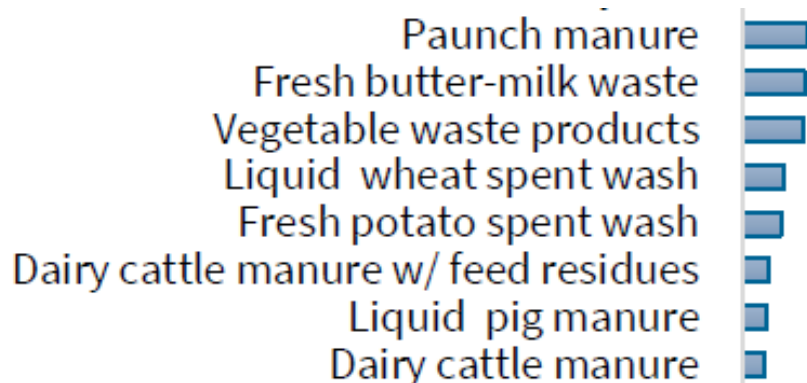 Paunch manure
Fresh butter-milk waste
Vegetable waste products
Liquid wheat spent wash
Fresh potato spent wash
Dairy cattle manure w/ feed residues
Liquid pig manure
Dairy cattle manure